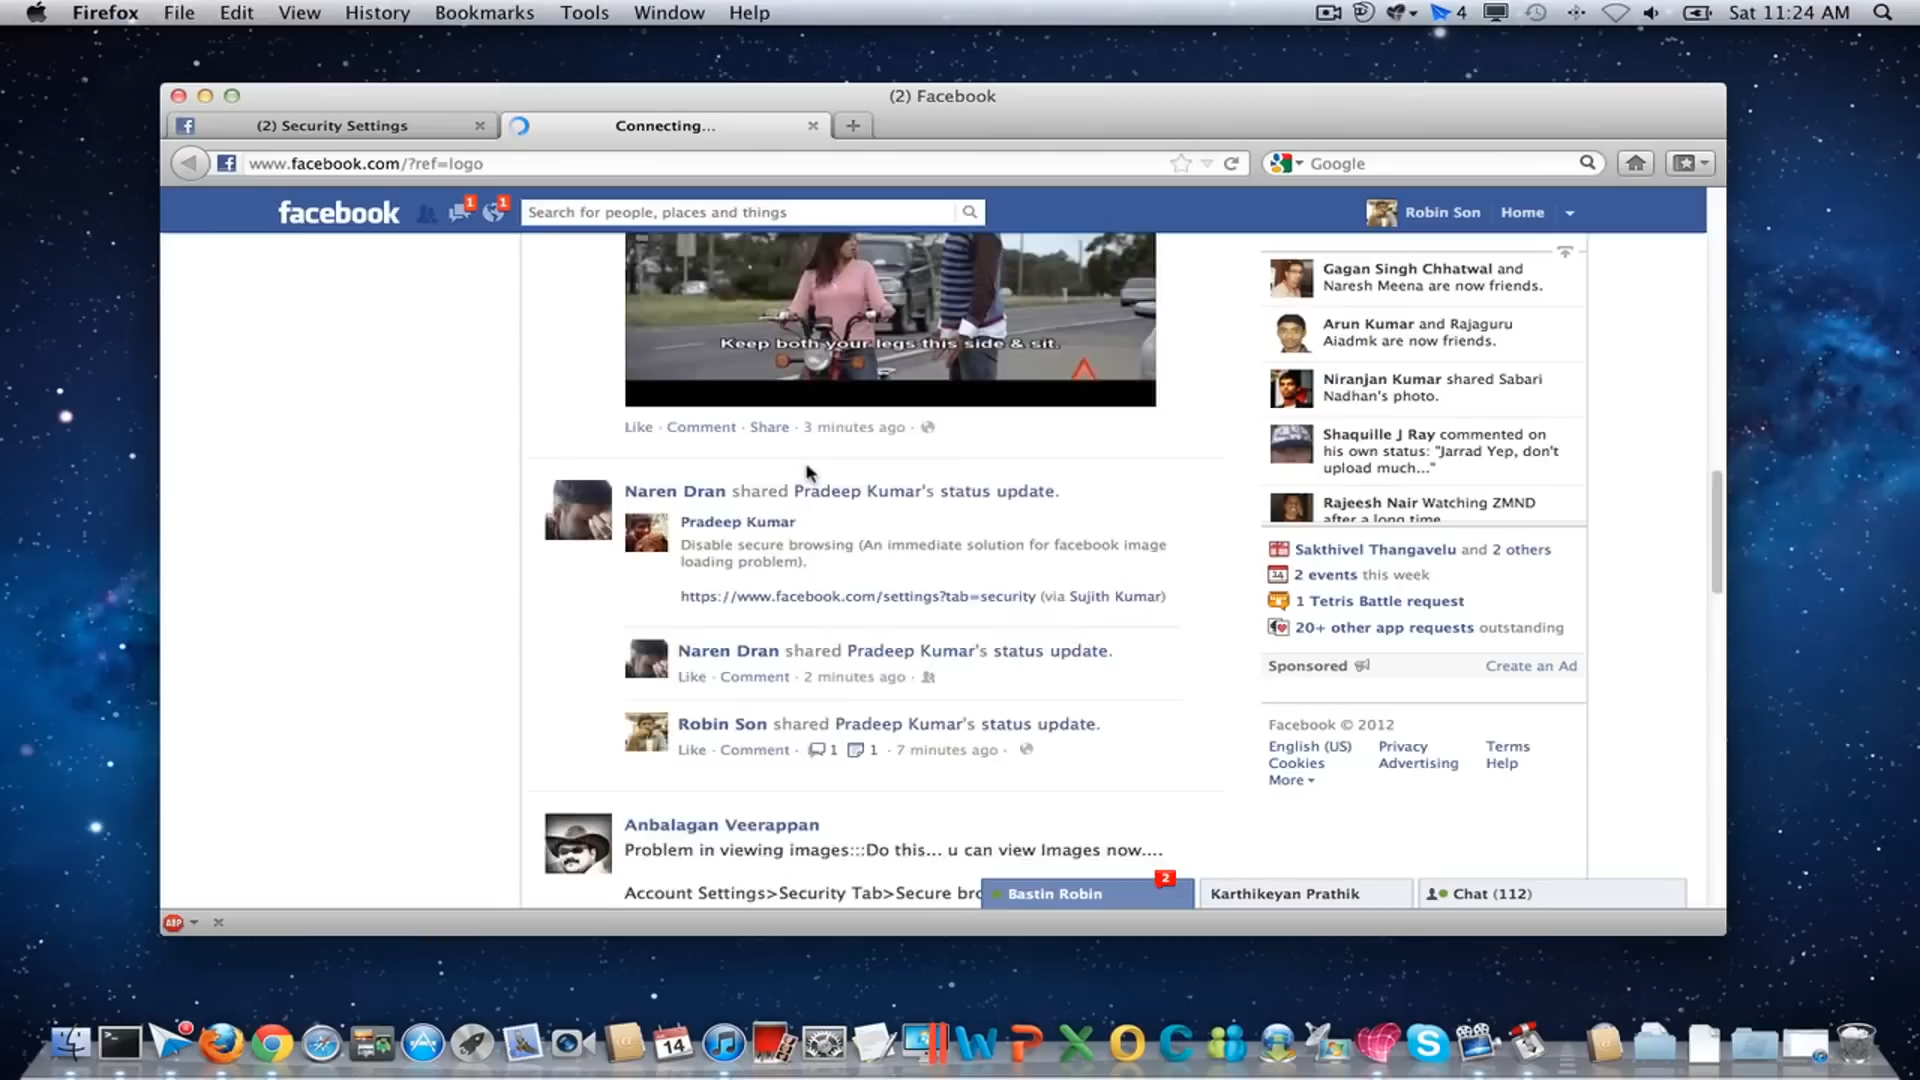 Firefox File Edit View History Bookmarks Tools Window Help
4 Sat 11:24 AM
(2) Facebook
(2) Security Settings
Connecting...
www.facebook.com/?ref=logo
Google
facebook
1
1
Search for people, places and things
Robin Son
Home
Keep both your legs this side & sit.
Like · Comment · Share · 3 minutes ago ·
Naren Dran shared Pradeep Kumar's status update.
Pradeep Kumar
Disable secure browsing (An immediate solution for facebook image
loading problem).
https://www.facebook.com/settings?tab=security (via Sujith Kumar)
Naren Dran shared Pradeep Kumar's status update.
Like · Comment · 2 minutes ago ·
Robin Son shared Pradeep Kumar's status update.
Like · Comment · 1 1 · 7 minutes ago ·
Anbalagan Veerappan
Problem in viewing images:::Do this... u can view Images now....
Account Settings>Security Tab>Secure bro
Gagan Singh Chhatwal and
Naresh Meena are now friends.
Arun Kumar and Rajaguru
Aiadmk are now friends.
Niranjan Kumar shared Sabari
Nadhan's photo.
Shaquille J Ray commented on
his own status: "Jarrad Yep, don't
upload much..."
Rajeesh Nair Watching ZMND
after a long time
Sakthivel Thangavelu and 2 others
2 events this week
1 Tetris Battle request
20+ other app requests outstanding
Sponsored
Create an Ad
Facebook © 2012
English (US) Privacy Terms
Cookies Advertising Help
More
Bastin Robin
2
Karthikeyan Prathik
Chat (112)
ABP
14